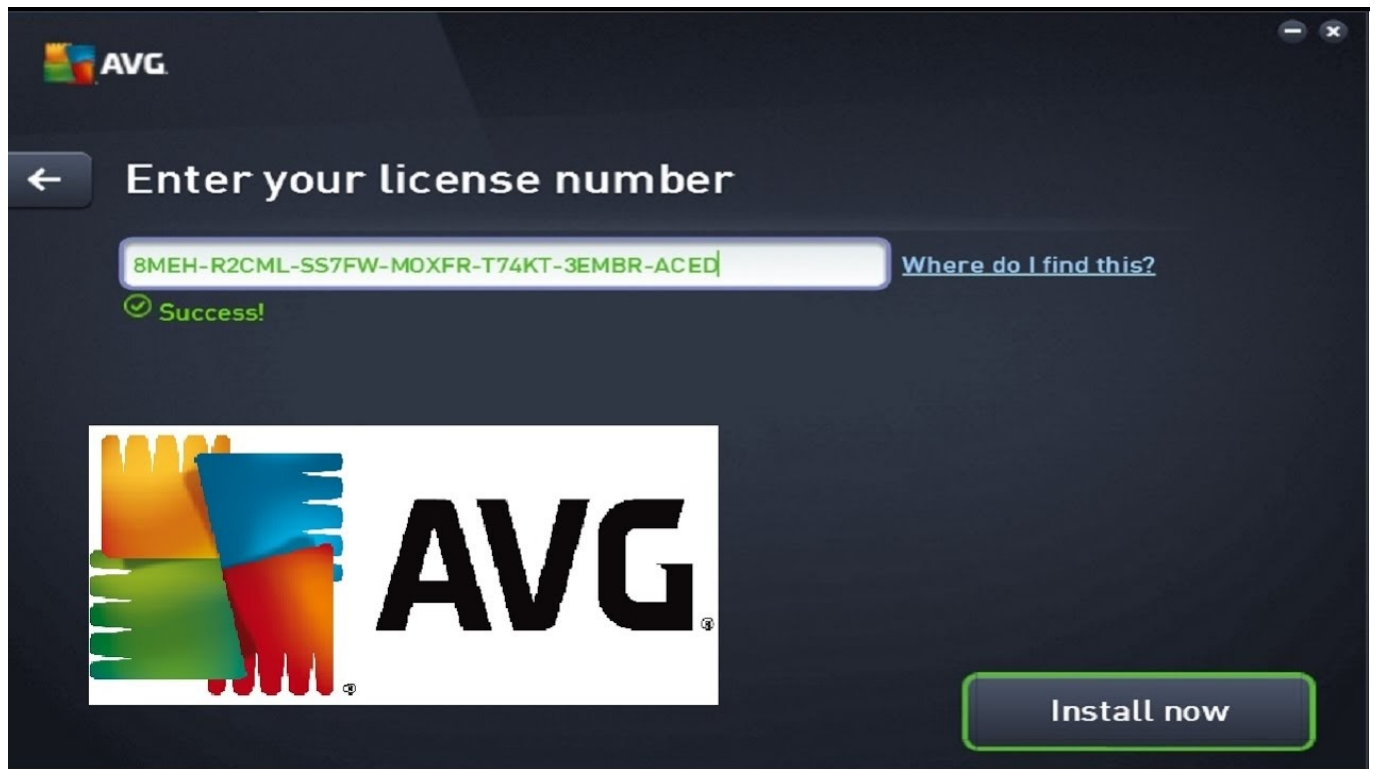 AVG
Enter your license number
8MEH-R2CML-SS7FW-MOXFR-T74KT-3EMBR-ACED
Where do I find this?
Success!
AVG
Install now